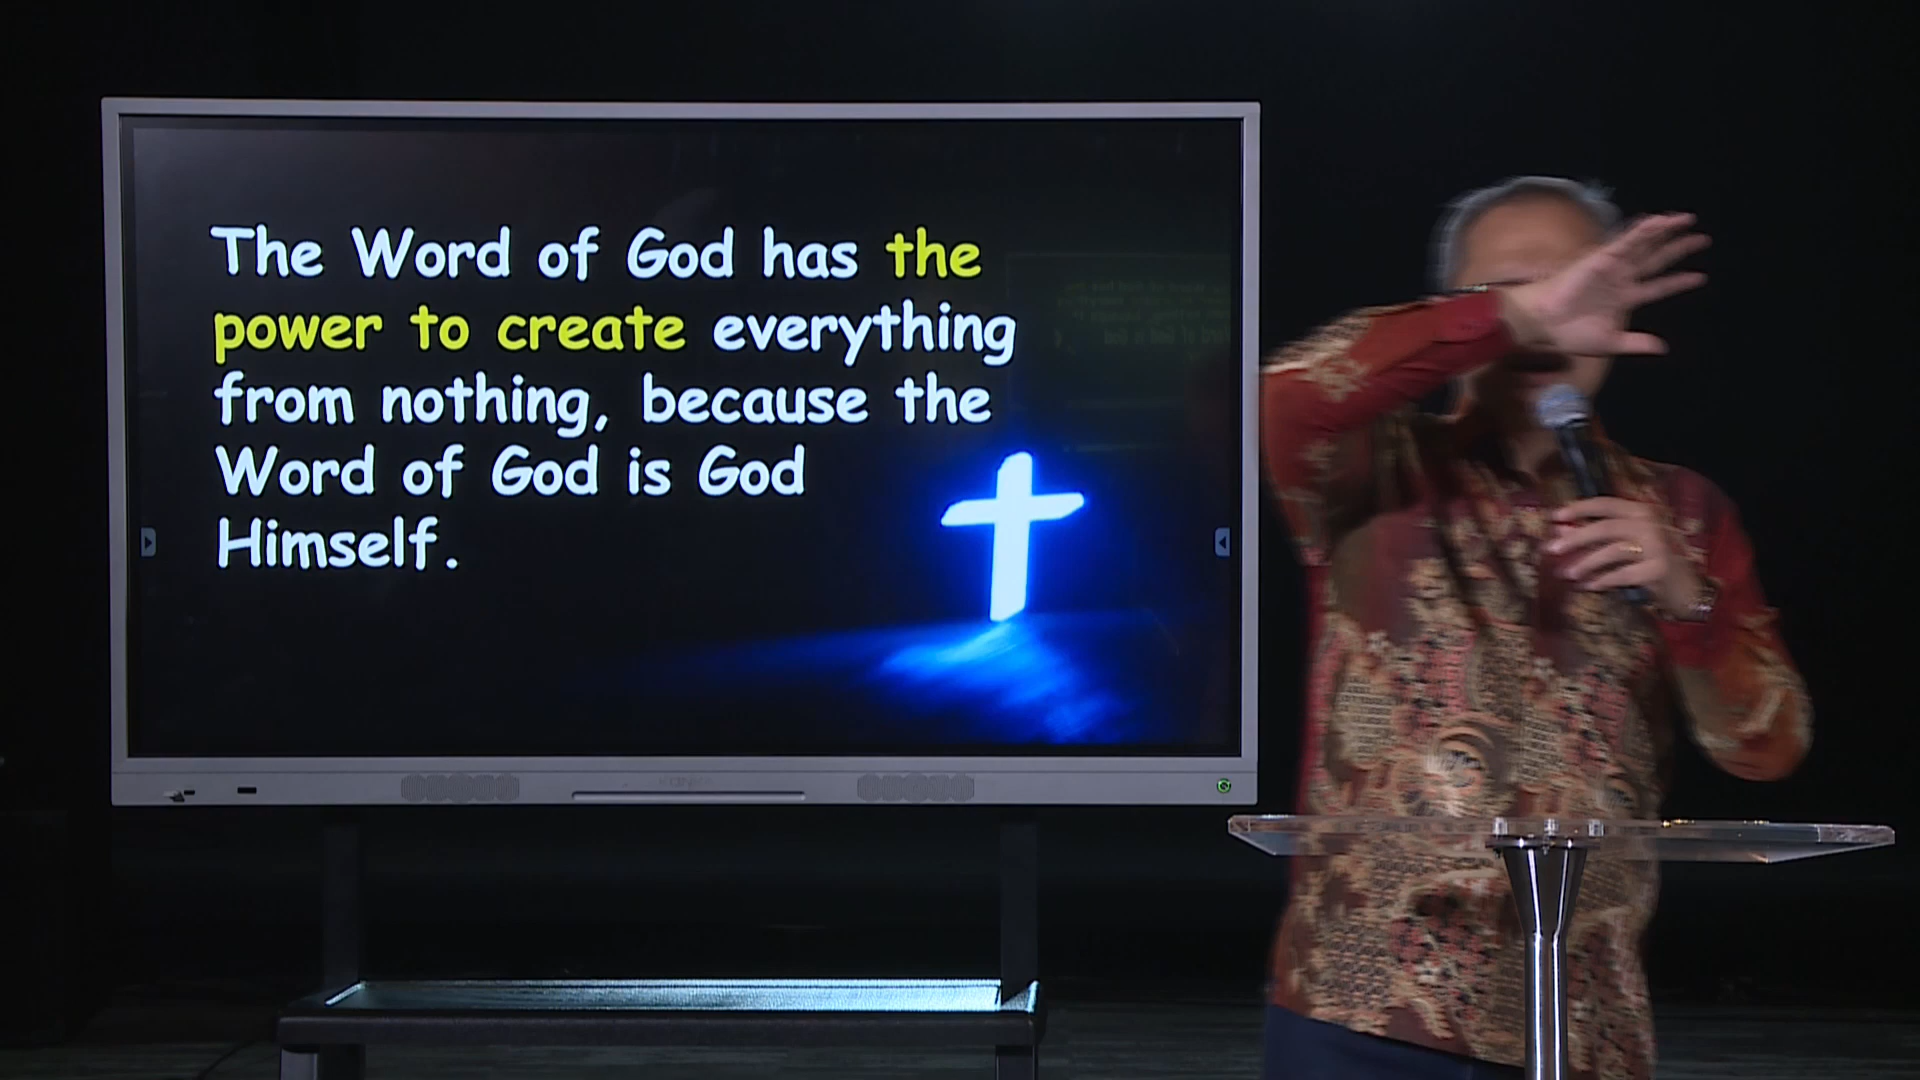 The Word of God has the
power to create everything
from nothing, because the
Word of God is God
Himself.